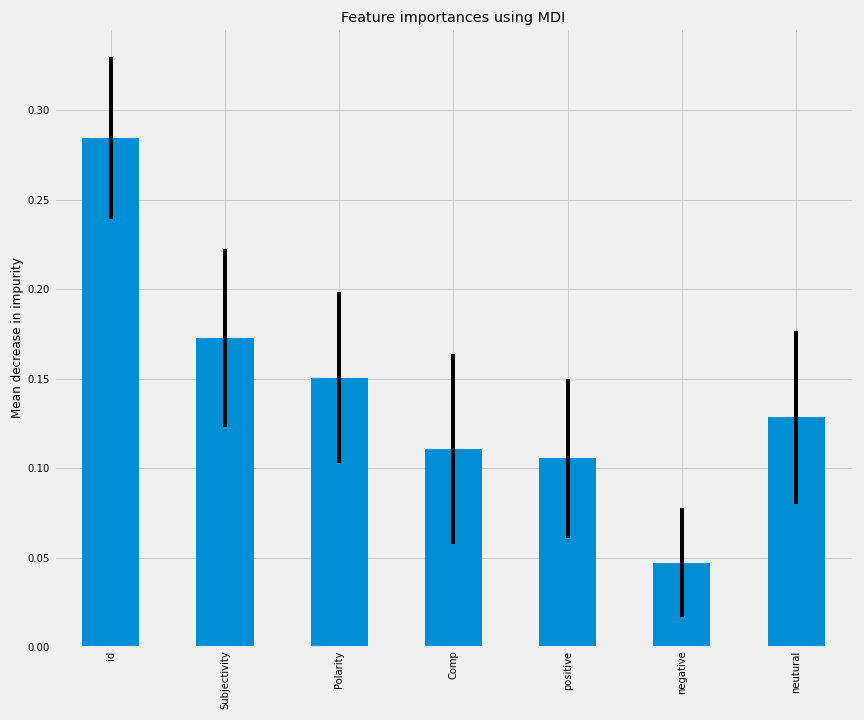 Feature importances using MDI
Mean decrease in impurity
0.30
0.25
0.20
0.15
0.10
0.05
0.00
id
Subjectivity
Polarity
Comp
positive
negative
neutural